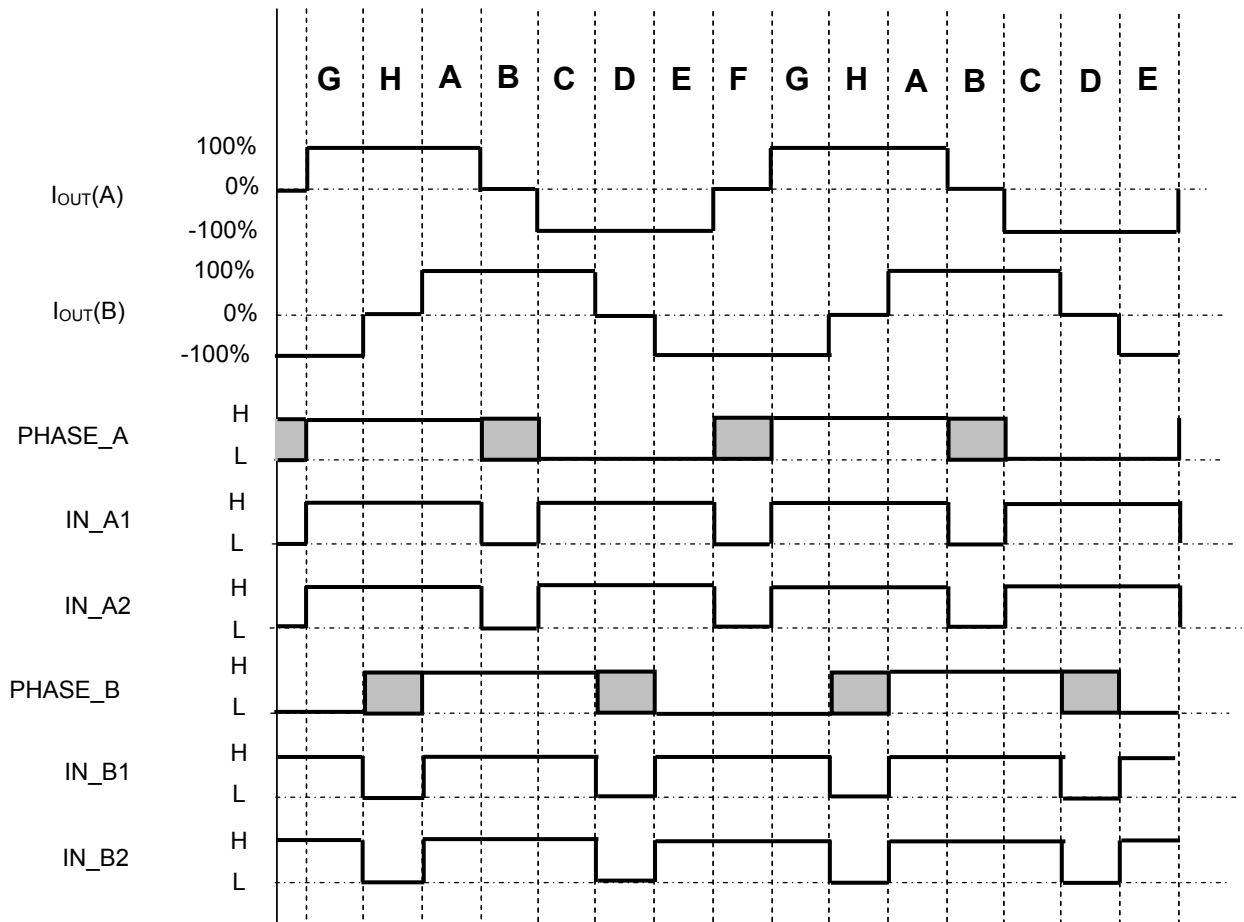 G H A B C D E F G H A B C D E
100%
IOUT(A) 0%
-100%
100%
IOUT(B) 0%
-100%
H
PHASE_A
L
H
IN_A1
L
H
IN_A2
L
H
PHASE_B
L
H
IN_B1
L
H
IN_B2
L